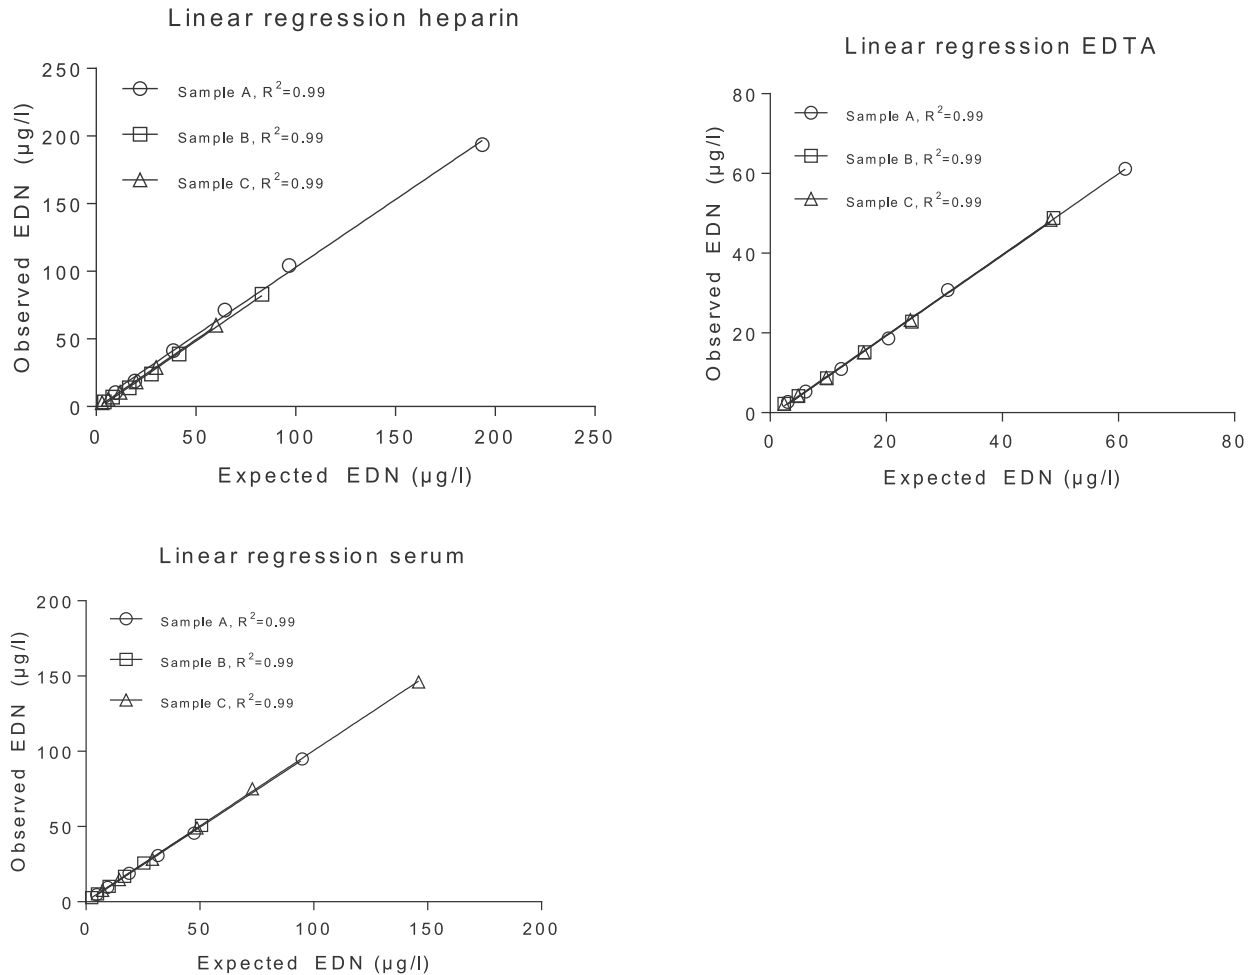 Linear regression heparin
Observed EDN (µg/l)
250
200
150
100
50
0
Sample A, R²=0.99
Sample B, R²=0.99
Sample C, R²=0.99
0 50 100 150 200 250
Expected EDN (µg/l)
Linear regression EDTA
Observed EDN (µg/l)
80
60
40
20
0
Sample A, R²=0.99
Sample B, R²=0.99
Sample C, R²=0.99
0 20 40 60 80
Expected EDN (µg/l)
Linear regression serum
Observed EDN (µg/l)
200
150
100
50
0
Sample A, R²=0.99
Sample B, R²=0.99
Sample C, R²=0.99
0 50 100 150 200
Expected EDN (µg/l)